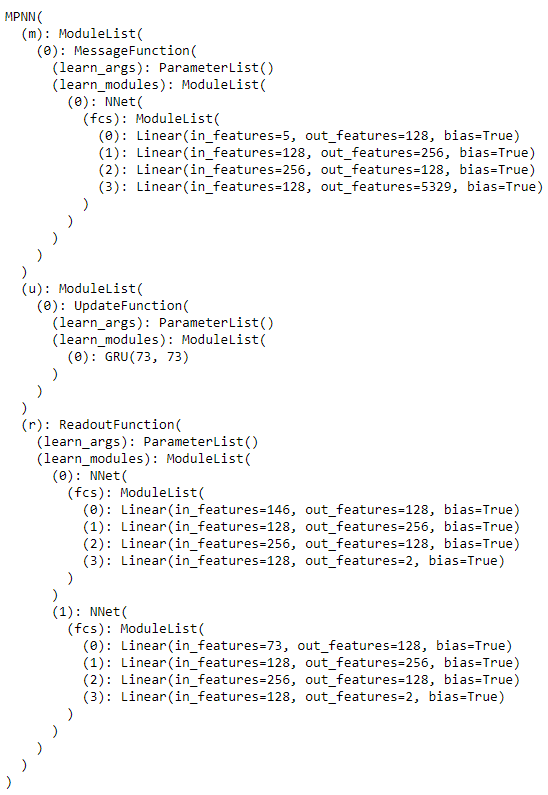 MPNN(
  (m): ModuleList(
    (0): MessageFunction(
      (learn_args): ParameterList()
      (learn_modules): ModuleList(
        (0): NNet(
          (fcs): ModuleList(
            (0): Linear(in_features=5, out_features=128, bias=True)
            (1): Linear(in_features=128, out_features=256, bias=True)
            (2): Linear(in_features=256, out_features=128, bias=True)
            (3): Linear(in_features=128, out_features=5329, bias=True)
          )
        )
      )
    )
  )
  (u): ModuleList(
    (0): UpdateFunction(
      (learn_args): ParameterList()
      (learn_modules): ModuleList(
        (0): GRU(73, 73)
      )
    )
  )
  (r): ReadoutFunction(
    (learn_args): ParameterList()
    (learn_modules): ModuleList(
      (0): NNet(
        (fcs): ModuleList(
          (0): Linear(in_features=146, out_features=128, bias=True)
          (1): Linear(in_features=128, out_features=256, bias=True)
          (2): Linear(in_features=256, out_features=128, bias=True)
          (3): Linear(in_features=128, out_features=2, bias=True)
        )
      )
      (1): NNet(
        (fcs): ModuleList(
          (0): Linear(in_features=73, out_features=128, bias=True)
          (1): Linear(in_features=128, out_features=256, bias=True)
          (2): Linear(in_features=256, out_features=128, bias=True)
          (3): Linear(in_features=128, out_features=2, bias=True)
        )
      )
    )
  )
)